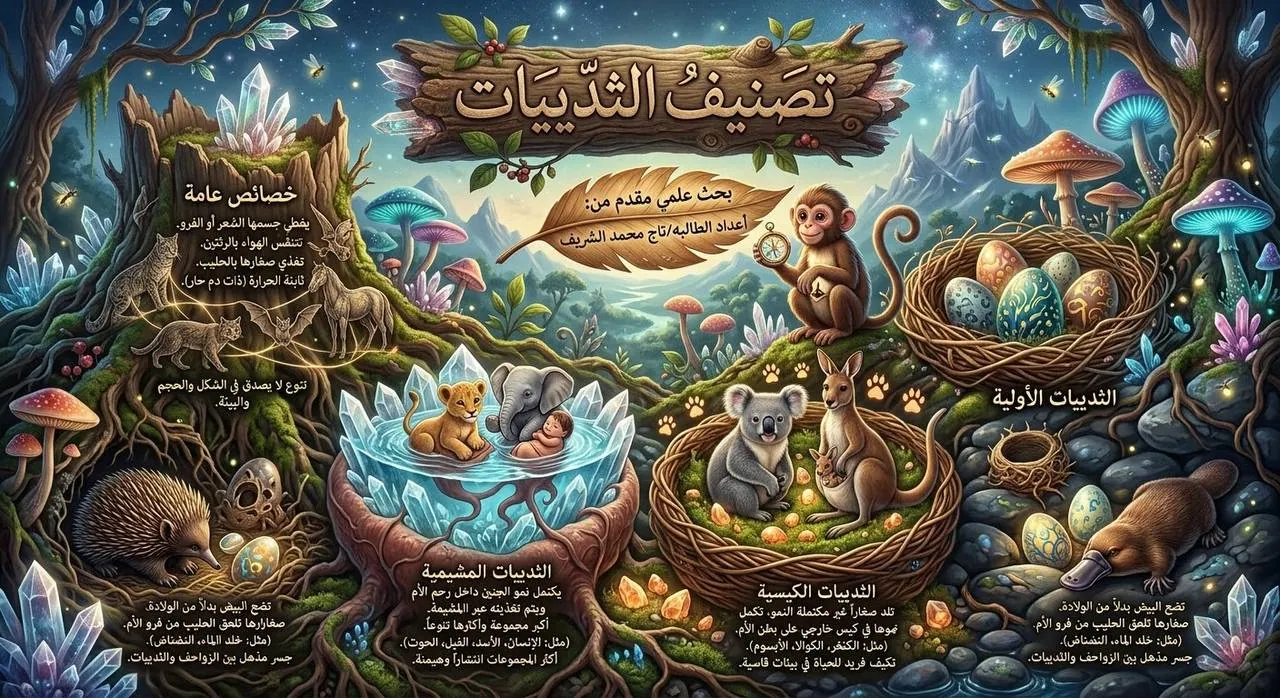 تصَنيفُ الثدّييَات
بحث علمي مقدم من:
أعداد الطالبه/تاج محمد الشريف
خصائص عامة
يغطي جسمها الشعر أو الفرو.
تتنفس الهواء بالرئتين.
تغذي صغارها بالحليب.
ثابتة الحرارة (ذات دم حار).
تنوع لا يصدق في الشكل والحجم
والبيئة.
الثدييات الأولية
تضع البيض بدلاً من الولادة.
صغارها تلعق الحليب من فرو الأم.
(مثل: خلد الماء، النضناض).
جسر مذهل بين الزواحف والثدييات.
الثدييات الكيسية
تلد صغاراً غير مكتملة النمو، تكمل
نموها في كيس خارجي على بطن الأم.
(مثل: الكنغر، الكوالا، الأبسوم).
تكيف فريد للحياة في بيئات قاسية.
الثدييات المشيمية
يكتمل نمو الجنين داخل رحم الأم
ويتم تغذيته عبر المشيمة.
أكبر مجموعة وأكثرها تنوعاً.
(مثل: الإنسان، الأسد، الفيل، الحوت).
أكثر المجموعات انتشاراً وهيمنة.
تضع البيض بدلاً من الولادة.
صغارها تلعق الحليب من فرو الأم.
(مثل: خلد الماء، النضناض).
جسر مذهل بين الزواحف والثدييات.